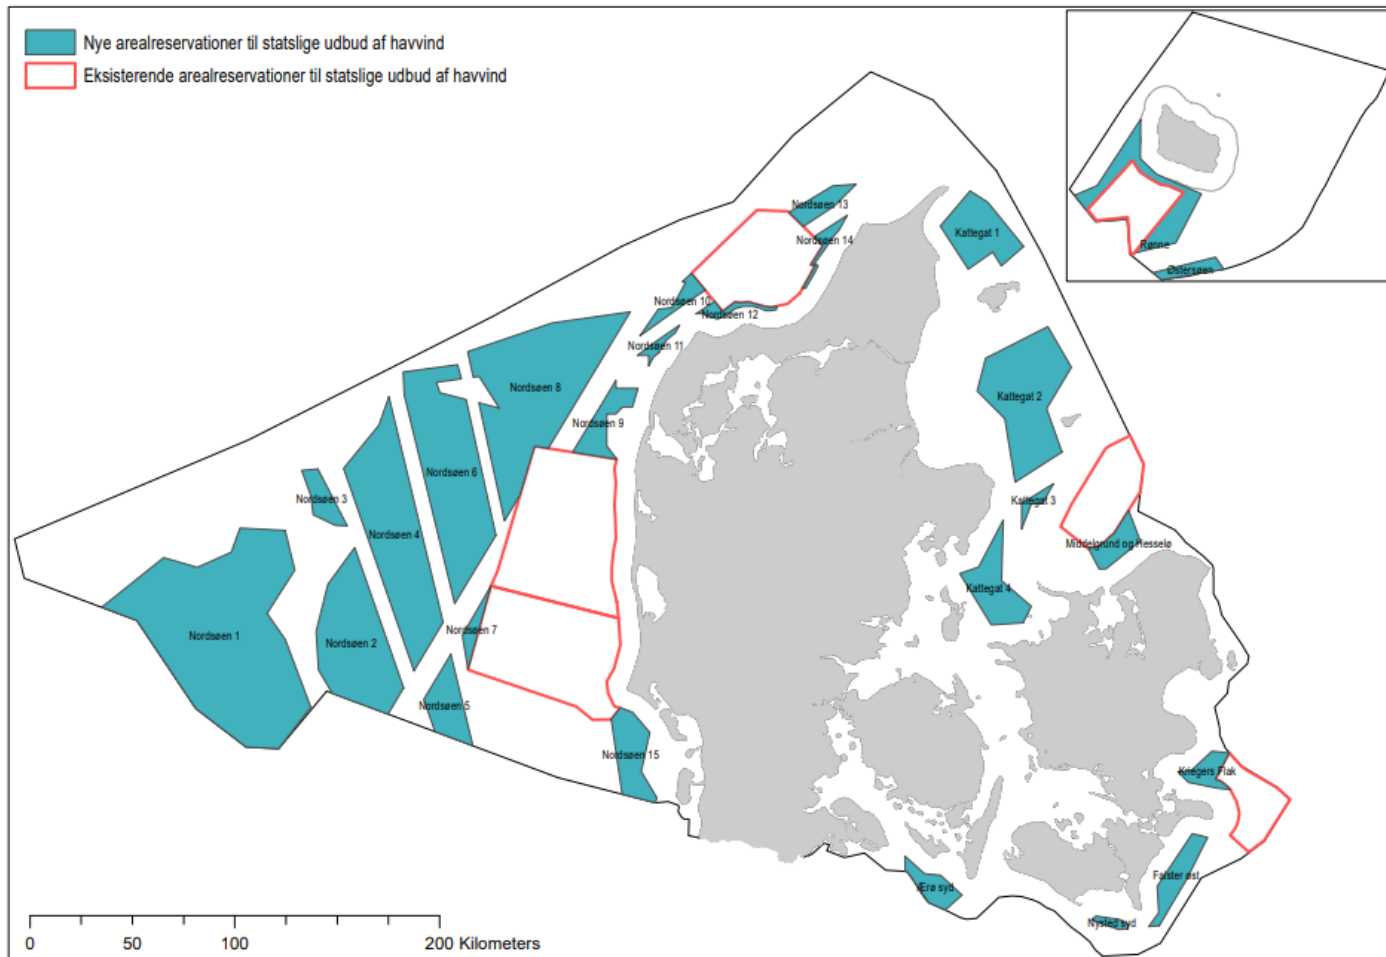 Nye arealreservationer til statslige udbud af havvind
Eksisterende arealreservationer til statslige udbud af havvind
Nordsøen 13
Nordsøen 14
Kattegat 1
Rønne
Østersøen
Nordsøen 10
Nordsøen 12
Nordsøen 11
Nordsøen 8
Nordsøen 9
Kattegat 2
Nordsøen 6
Nordsøen 3
Kattegat 3
Nordsøen 4
Middelgrund og Hesselø
Kattegat 4
Nordsøen 1
Nordsøen 2
Nordsøen 7
Nordsøen 5
Nordsøen 15
Kriegers Flak
Falster øst
Ærø syd
Nysted syd
0 50 100 200 Kilometers